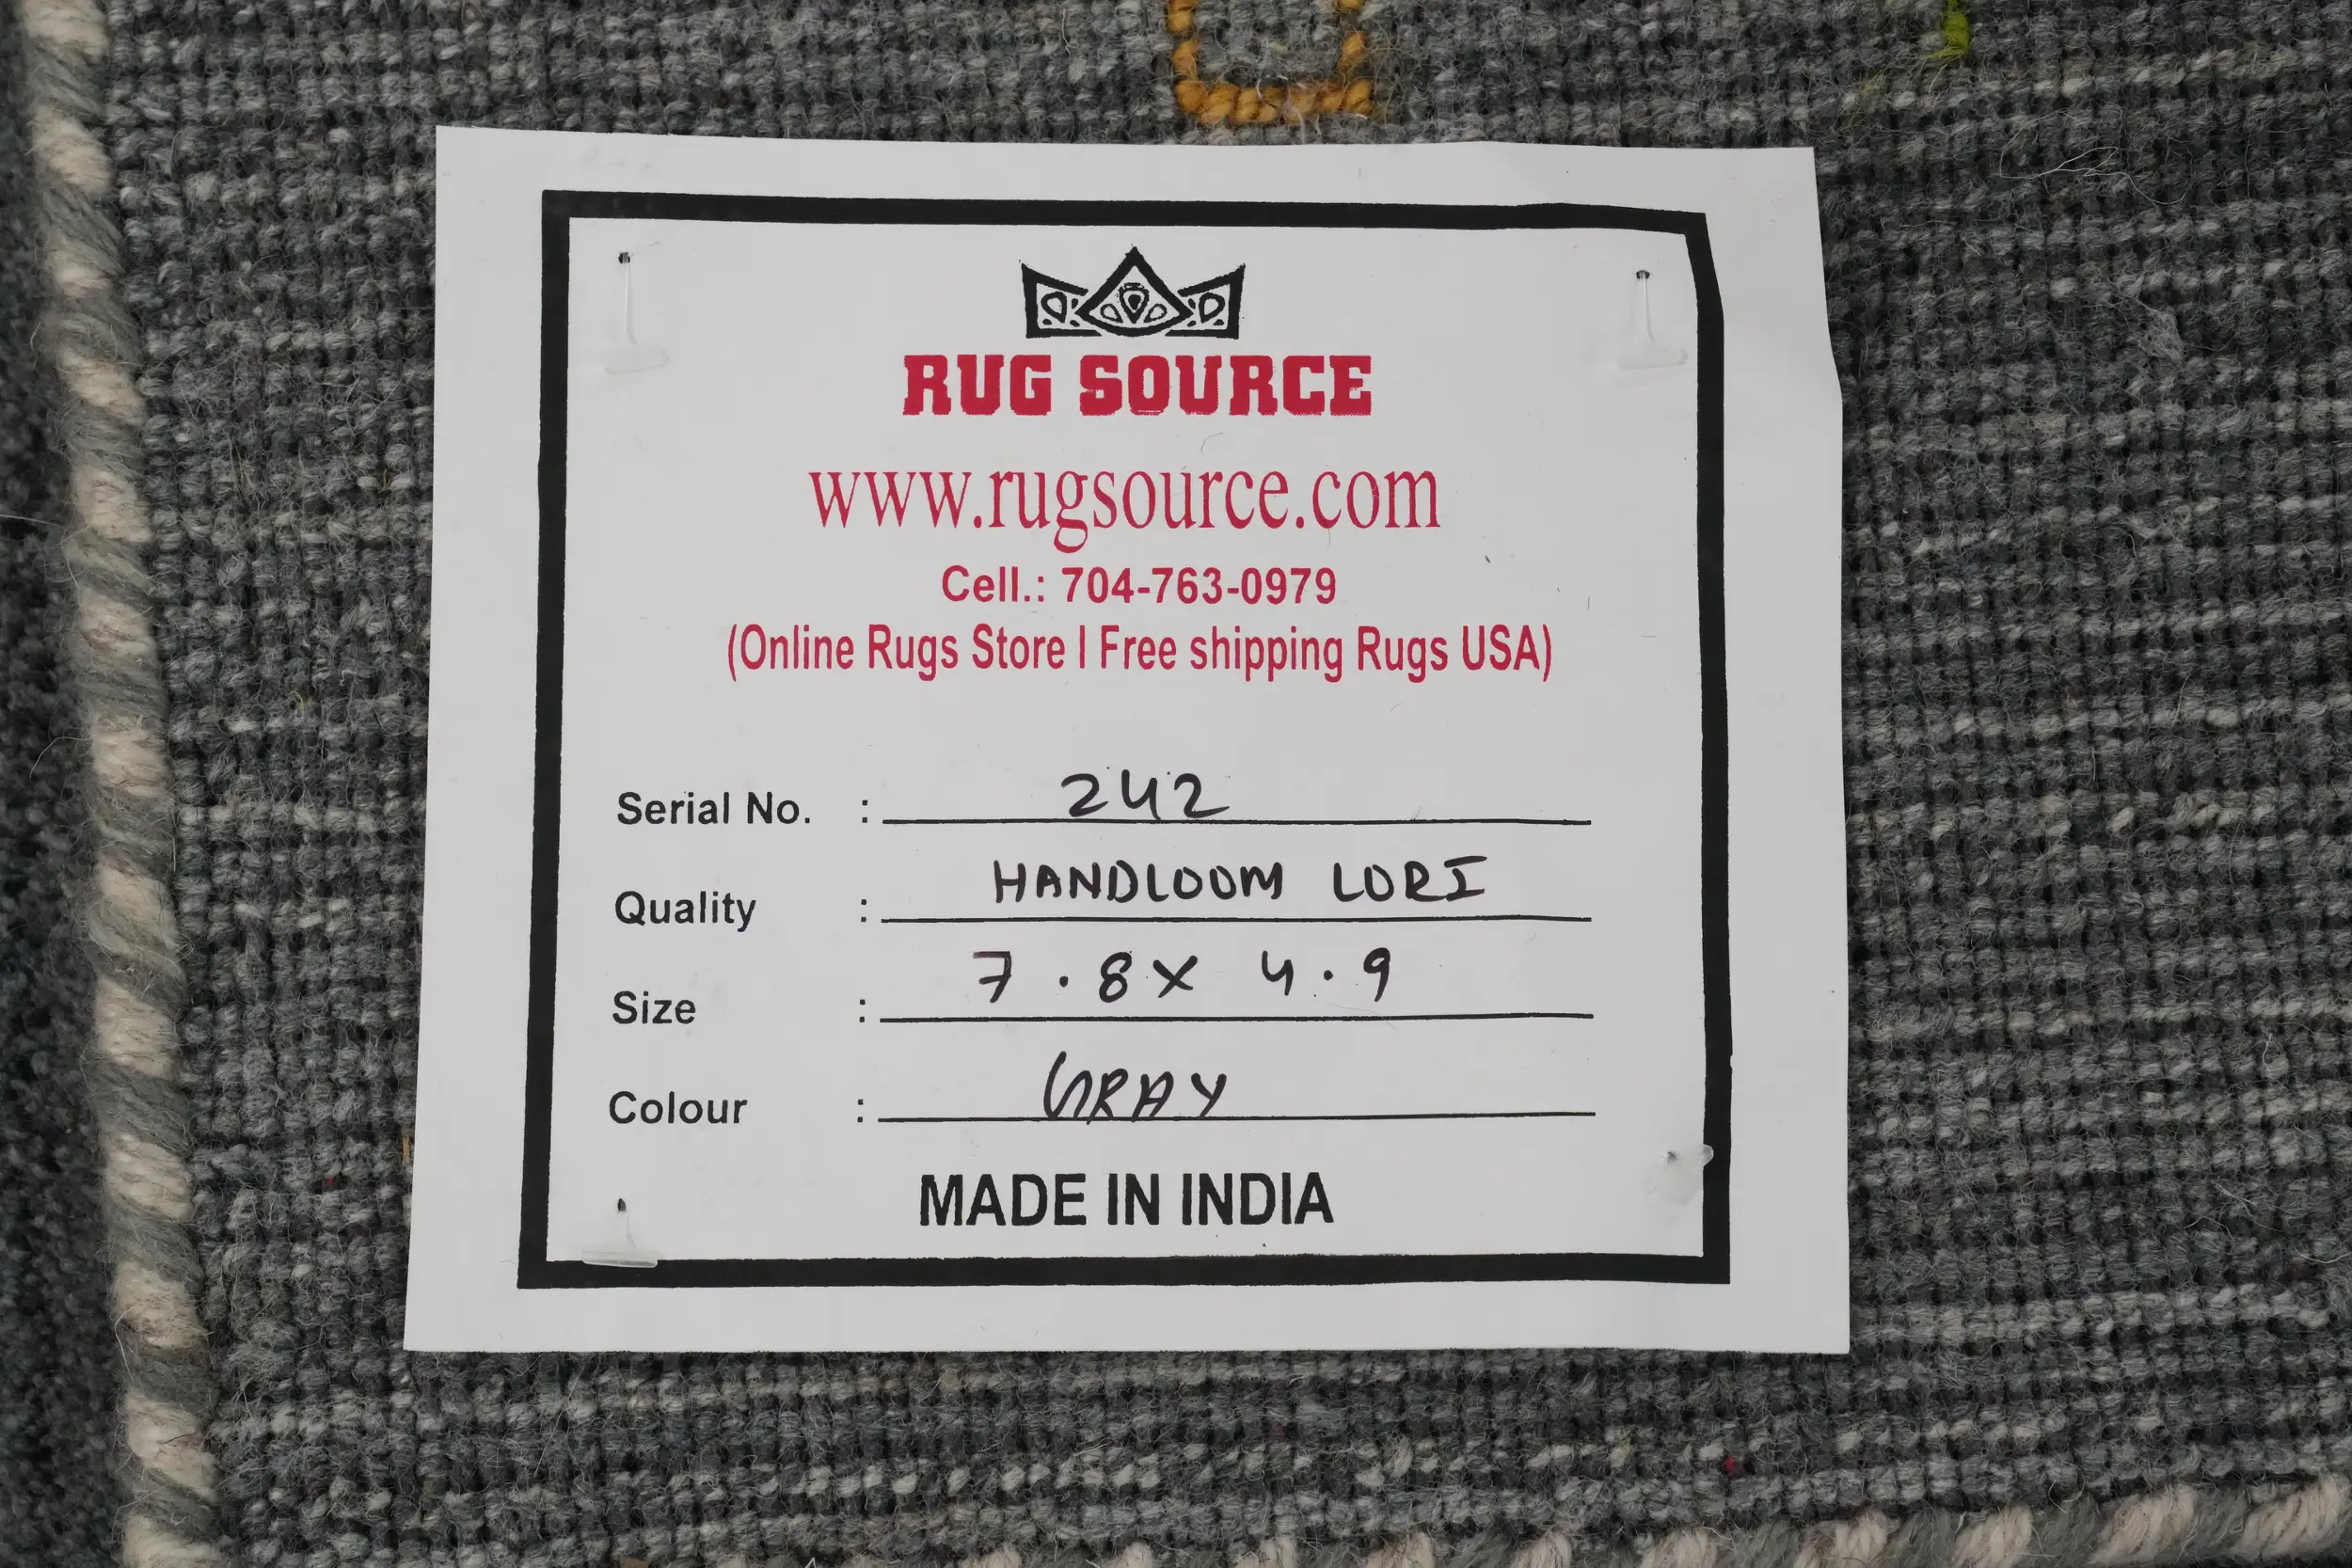 RUG SOURCE
www.rugsource.com
Cell.: 704-763-0979
(Online Rugs Store I Free shipping Rugs USA)
Serial No. : 242
Quality : HANDLOOM LORI
Size : 7.8 x 4.9
Colour : GRAY
MADE IN INDIA